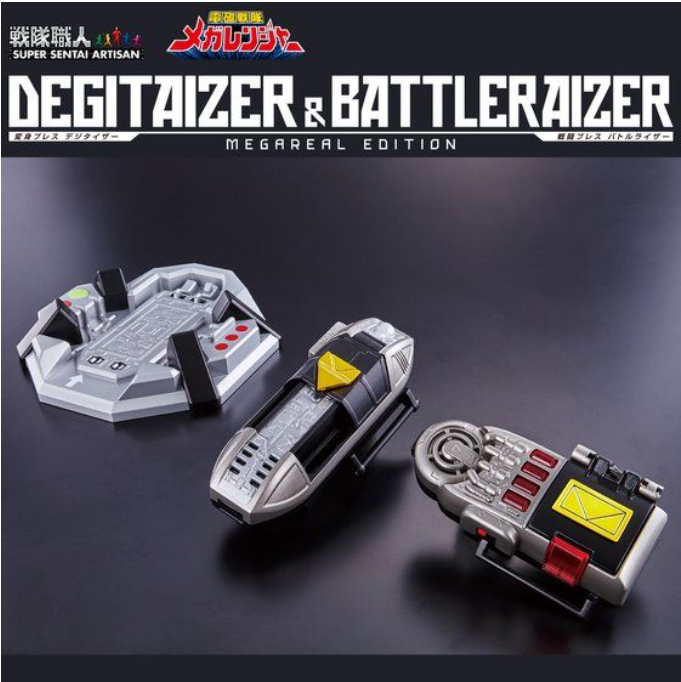 戦隊職人
SUPER SENTAI ARTISAN
電磁戦隊
メガレンジャー
DEGITAIZER & BATTLERAIZER
変身ブレス デジタイザー
戦闘ブレス バトルライザー
MEGAREAL EDITION